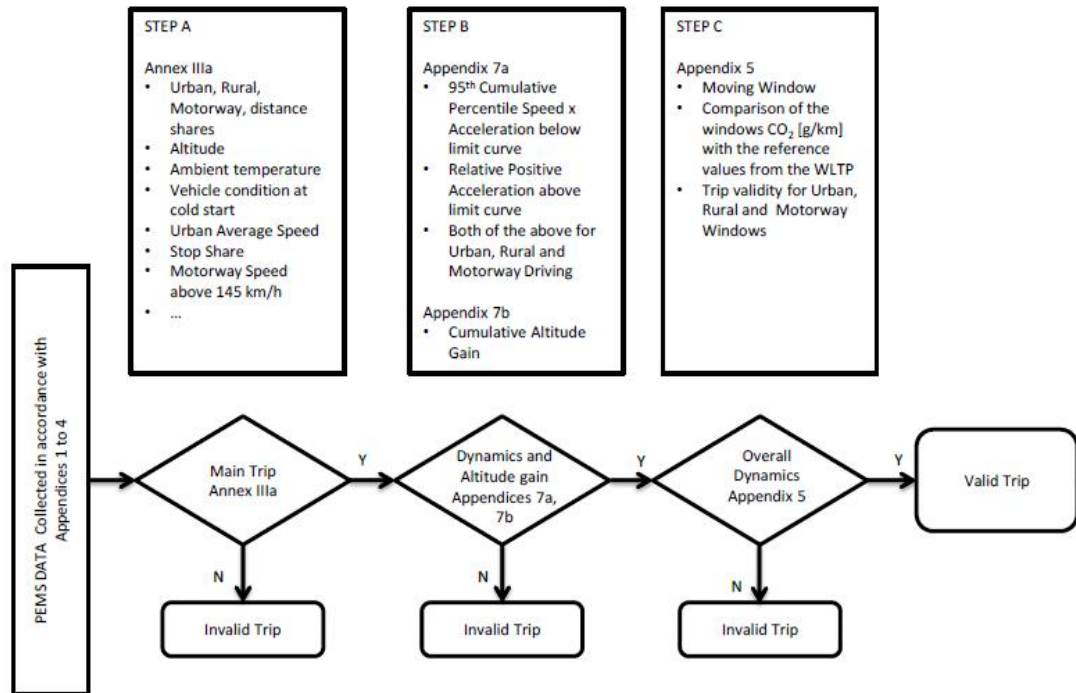 STEP A
Annex IIIa
• Urban, Rural,
Motorway, distance
shares
• Altitude
• Ambient temperature
• Vehicle condition at
cold start
• Urban Average Speed
• Stop Share
• Motorway Speed
above 145 km/h
• ...
STEP B
Appendix 7a
• 95th Cumulative
Percentile Speed x
Acceleration below
limit curve
• Relative Positive
Acceleration above
limit curve
• Both of the above for
Urban, Rural and
Motorway Driving
Appendix 7b
• Cumulative Altitude
Gain
STEP C
Appendix 5
• Moving Window
• Comparison of the
windows CO2 [g/km]
with the reference
values from the WLTP
• Trip validity for Urban,
Rural and Motorway
Windows
PEMS DATA Collected in accordance with
Appendices 1 to 4
Main Trip
Annex IIIa
Y
N
Invalid Trip
Dynamics and
Altitude gain
Appendices 7a,
7b
Y
N
Invalid Trip
Overall
Dynamics
Appendix 5
Y
N
Invalid Trip
Valid Trip